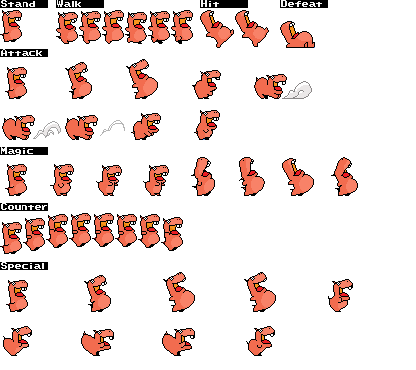 Stand Walk Hit Defeat
Attack
Magic
Counter
Special